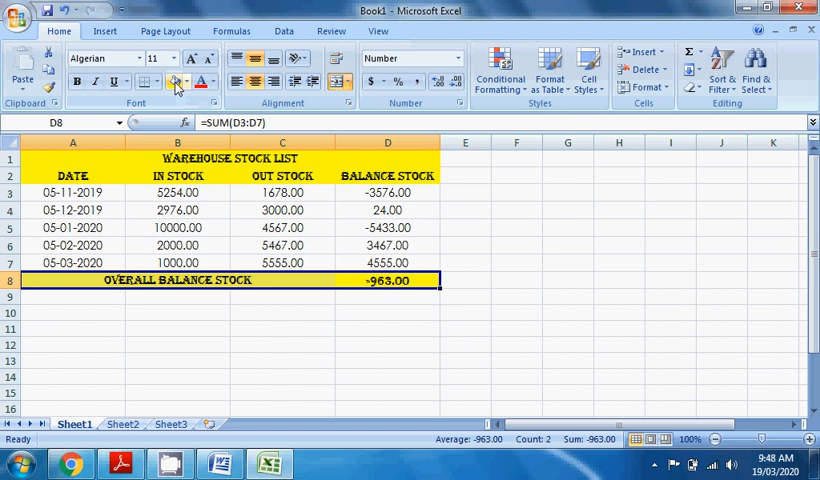 Book1 - Microsoft Excel
Home Insert Page Layout Formulas Data Review View
Paste
Algerian 11
B I U
Number
$ % ,
Conditional Formatting
Format as Table
Cell Styles
Insert
Delete
Format
Sort & Filter
Find & Select
Clipboard Font Alignment Number Styles Cells Editing
D8 fx =SUM(D3:D7)
A B C D E F G H I J K
1 WAREHOUSE STOCK LIST
2 DATE IN STOCK OUT STOCK BALANCE STOCK
3 05-11-2019 5254.00 1678.00 -3576.00
4 05-12-2019 2976.00 3000.00 24.00
5 05-01-2020 10000.00 4567.00 -5433.00
6 05-02-2020 2000.00 5467.00 3467.00
7 05-03-2020 1000.00 5555.00 4555.00
8 OVERALL BALANCE STOCK -963.00
9
10
11
12
13
14
15
16
Sheet1 Sheet2 Sheet3
Ready Average: -963.00 Count: 2 Sum: -963.00 100%
9:48 AM
19/03/2020